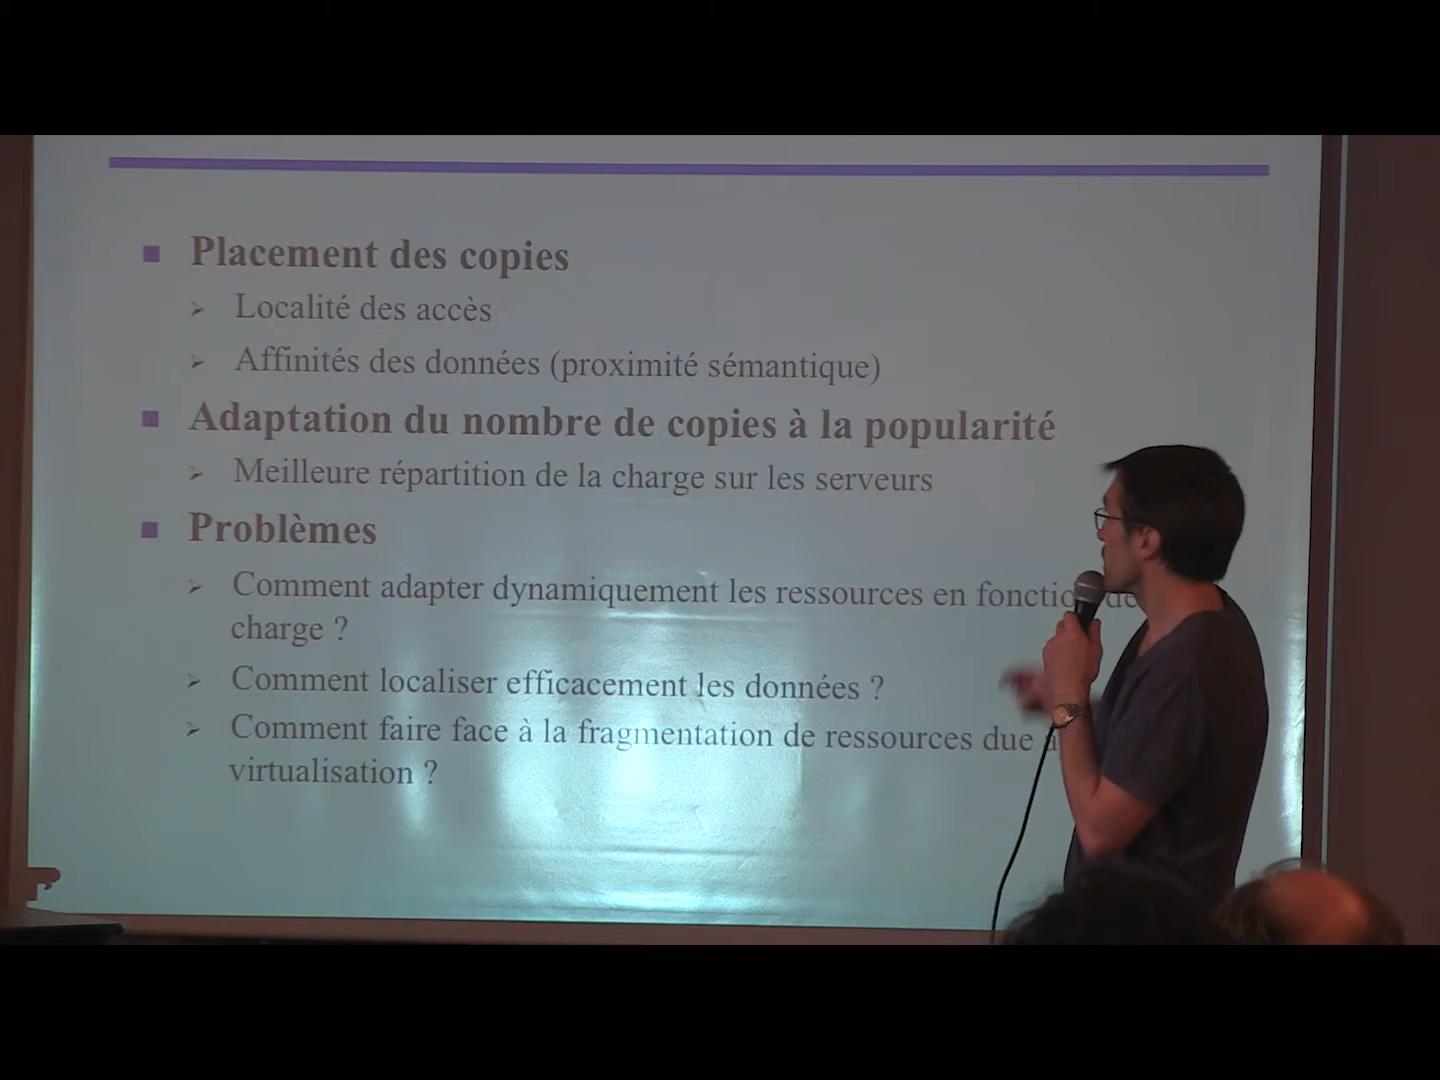 Placement des copies
Localité des accès
Affinités des données (proximité sémantique)
Adaptation du nombre de copies à la popularité
Meilleure répartition de la charge sur les serveurs
Problèmes
Comment adapter dynamiquement les ressources en fonctio de
charge ?
Comment localiser efficacement les données ?
Comment faire face à la fragmentation de ressources due à
virtualisation ?